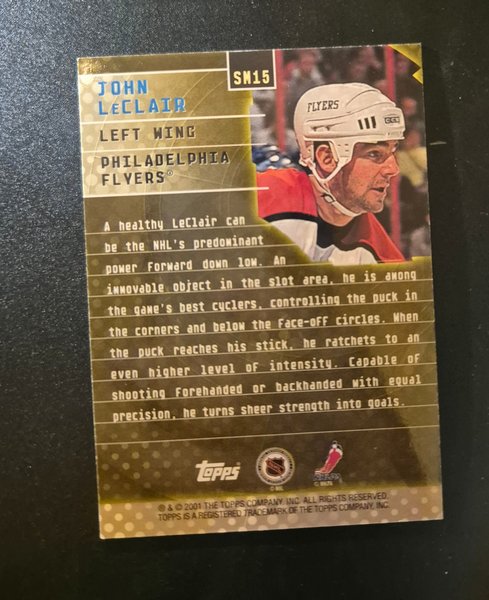 SM15
JOHN
LeCLAIR
LEFT WING
PHILADELPHIA
FLYERS®
FLYERS
A healthy LeClair can
be the NHL's predominant
power forward down low. An
immovable object in the slot area, he is among
the game's best cyclers, controlling the puck in
the corners and below the face-off circles. When
the puck reaches his stick, he ratchets to an
even higher level of intensity. Capable of
shooting forehanded or backhanded with equal
precision, he turns sheer strength into goals.
topps
NHL
® & © 2001 THE TOPPS COMPANY, INC. ALL RIGHTS RESERVED.
TOPPS IS A REGISTERED TRADEMARK OF THE TOPPS COMPANY, INC.